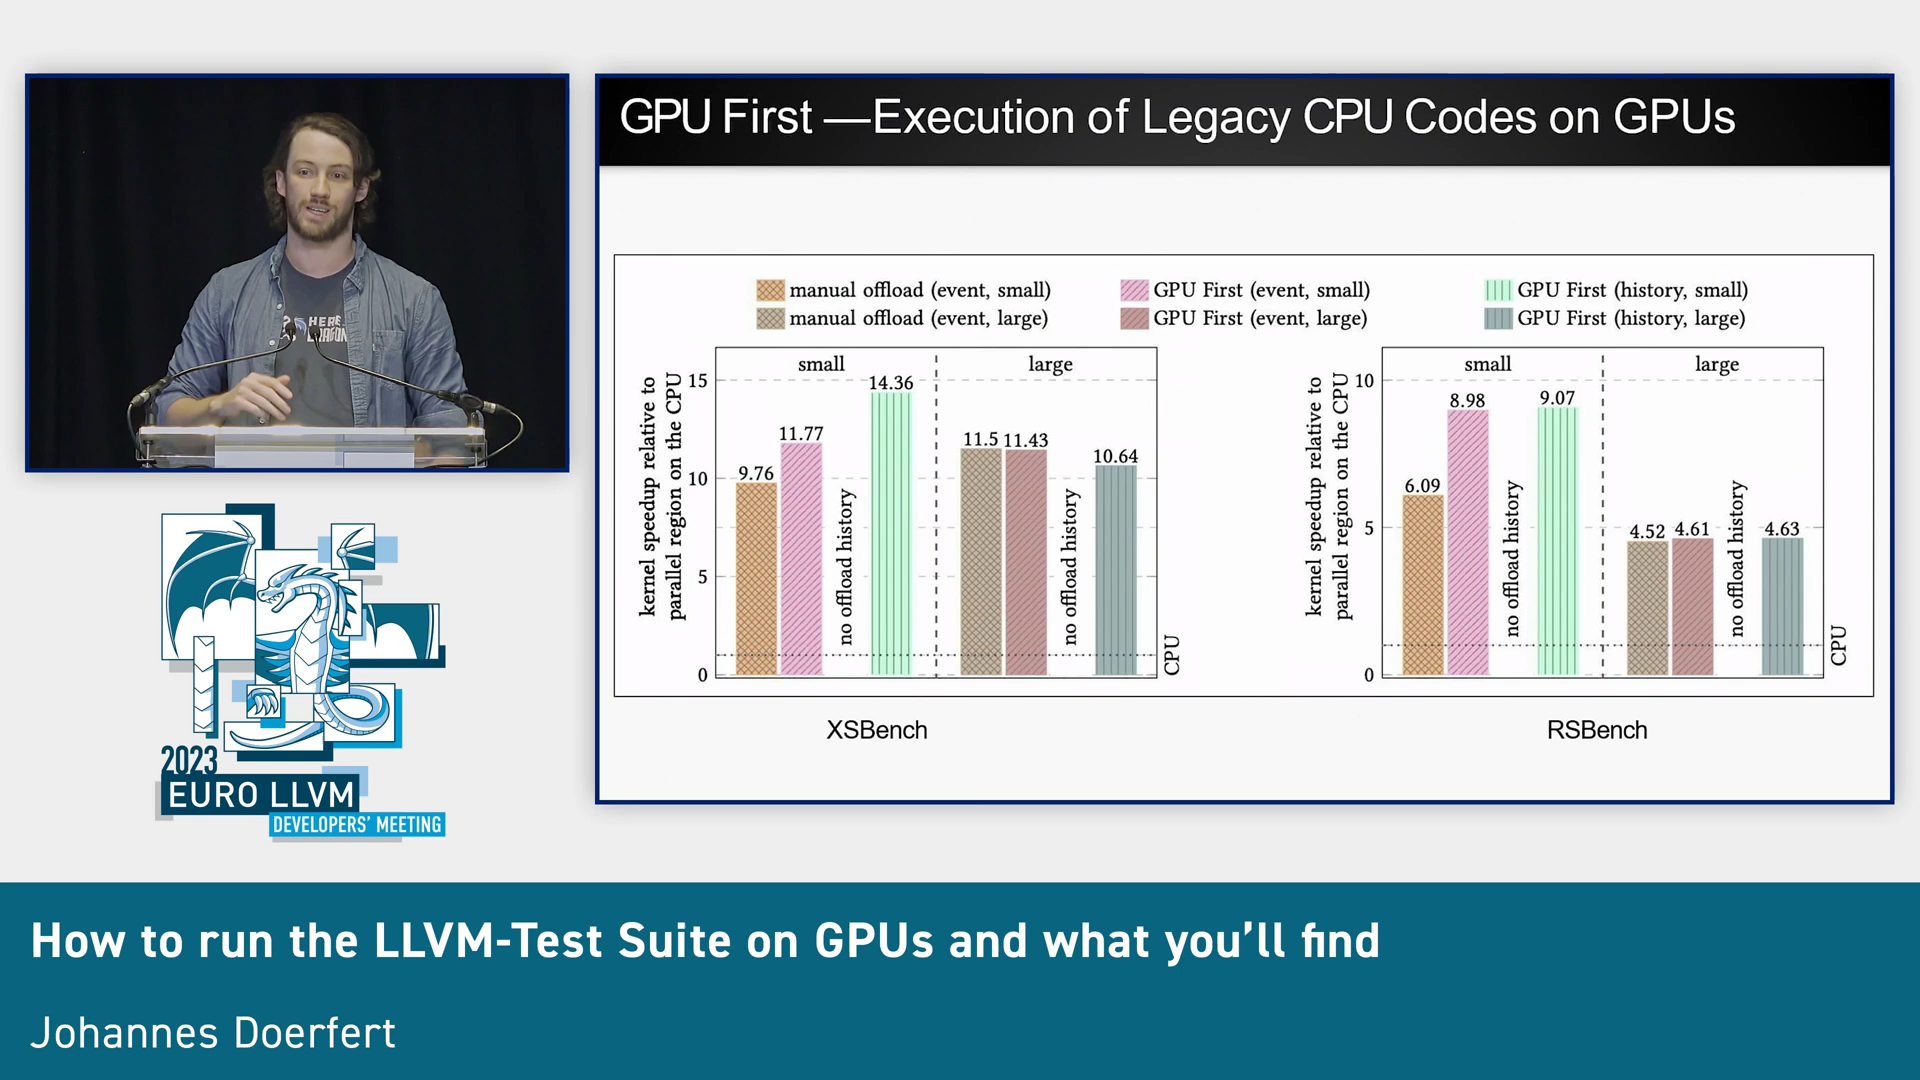 GPU First —Execution of Legacy CPU Codes on GPUs
manual offload (event, small)
GPU First (event, small)
GPU First (history, small)
manual offload (event, large)
GPU First (event, large)
GPU First (history, large)
kernel speedup relative to
parallel region on the CPU
small
large
15
10
5
0
9.76
11.77
no offload history
14.36
11.5
11.43
no offload history
10.64
CPU
XSBench
kernel speedup relative to
parallel region on the CPU
small
large
10
5
0
6.09
8.98
no offload history
9.07
4.52
4.61
no offload history
4.63
CPU
RSBench
2023
EURO LLVM
DEVELOPERS' MEETING
How to run the LLVM-Test Suite on GPUs and what you’ll find
Johannes Doerfert